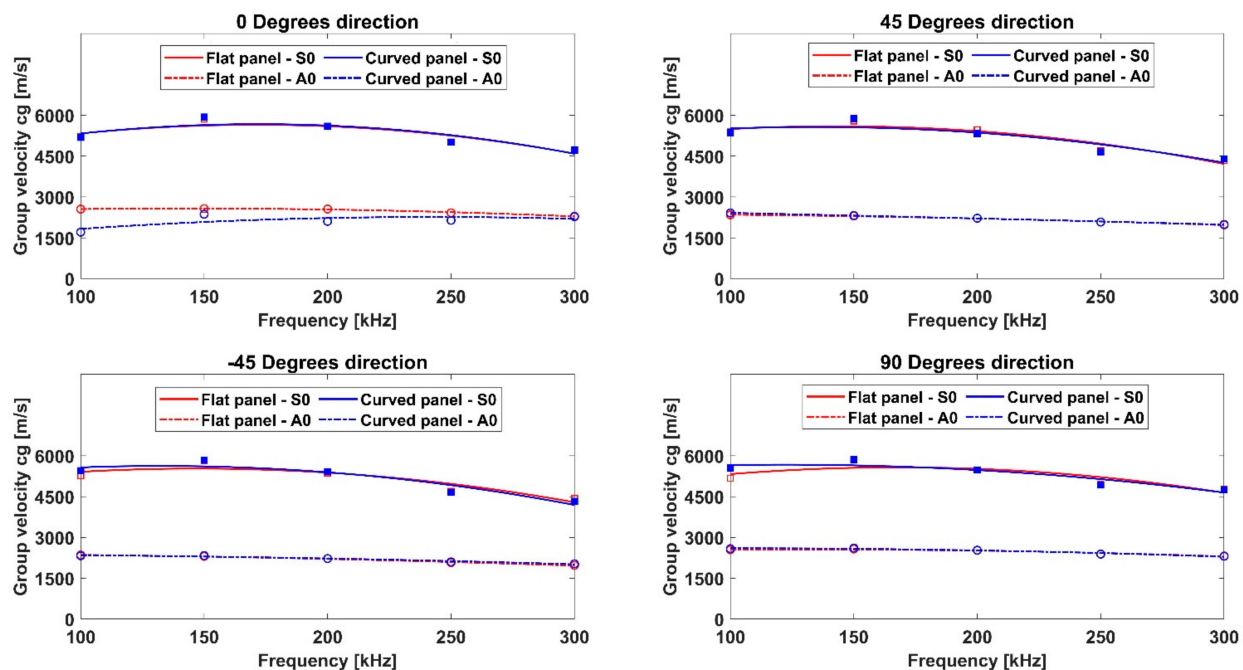 0 Degrees direction
Flat panel - S0 Curved panel - S0
Flat panel - A0 Curved panel - A0
Group velocity cg [m/s]
6000
4500
3000
1500
0
100 150 200 250 300
Frequency [kHz]
45 Degrees direction
Flat panel - S0 Curved panel - S0
Flat panel - A0 Curved panel - A0
Group velocity cg [m/s]
6000
4500
3000
1500
0
100 150 200 250 300
Frequency [kHz]
-45 Degrees direction
Flat panel - S0 Curved panel - S0
Flat panel - A0 Curved panel - A0
Group velocity cg [m/s]
6000
4500
3000
1500
0
100 150 200 250 300
Frequency [kHz]
90 Degrees direction
Flat panel - S0 Curved panel - S0
Flat panel - A0 Curved panel - A0
Group velocity cg [m/s]
6000
4500
3000
1500
0
100 150 200 250 300
Frequency [kHz]